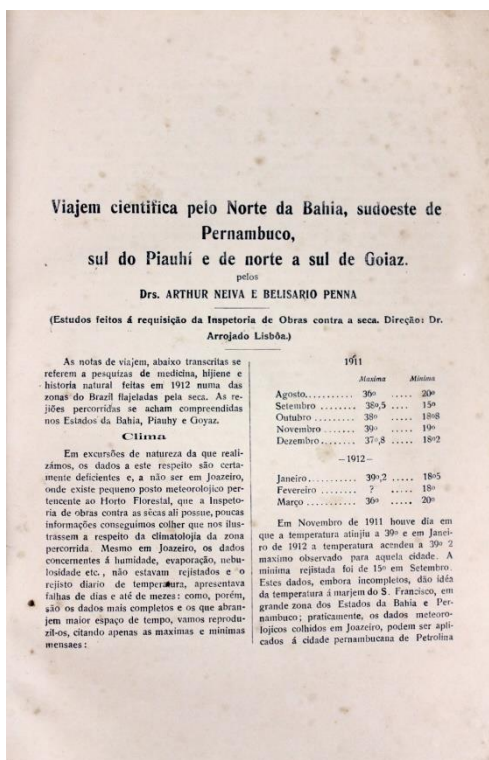 Viajem cientifica pelo Norte da Bahia, sudoeste de
Pernambuco,
sul do Piauhí e de norte a sul de Goiaz.
pelos
Drs. ARTHUR NEIVA E BELISARIO PENNA
(Estudos feitos á requisição da Inspetoria de Obras contra a seca. Direção: Dr.
Arrojado Lisbôa.)
As notas de viajem, abaixo transcritas se
referem a pesquizas de medicina, hijiene e
historia natural feitas em 1912 numa das
zonas do Brazil flajeladas pela seca. As re-
jiões percorridas se acham compreendidas
nos Estados da Bahia, Piauhy e Goyaz.
Clima
Em excursões de natureza da que reali-
zámos, os dados a este respeito são certa-
mente deficientes e, a não ser em Joazeiro,
onde existe pequeno posto meteorolojico per-
tencente ao Horto Florestal, que a Inspeto-
ria de obras contra as sêcas ali possue, poucas
informações conseguimos colher que nos ilus-
trassem a respeito da climatolojia da zona
percorrida. Mesmo em Joazeiro, os dados
concernentes á humidade, evaporação, nebu-
losidade etc., não estavam rejistados e o
rejisto diario de temperatura, apresentava
falhas de dias e até de mezes: como, porém,
são os dados mais completos e os que abran-
jem maior espaço de tempo, vamos reprodu-
zil-os, citando apenas as maximas e minimas
mensaes:
1911
Maxima Minima
Agosto........... 36º ..... 20º
Setembro ........ 38º,5 .... 15º
Outubro ......... 38º .... 18º8
Novembro ....... 39º ..... 19º
Dezembro........ 37º,8 ..... 18º2
—1912—
Janeiro........... 39º,2 ..... 18º5
Fevereiro ........ ? ..... 18º
Março ........... 36º .... 20º
Em Novembro de 1911 houve dia em
que a temperatura atinjiu a 39º e em Janei-
ro de 1912 a temperatura acendeu a 39º 2
maximo observado para aquela cidade. A
minima rejistada foi de 15º em Setembro.
Estes dados, embora incompletos, dão idéa
da temperatura á marjem do S. Francisco, em
grande zona dos Estados da Bahia e Per-
nambuco; praticamente, os dados meteoro-
lojicos colhidos em Joazeiro, podem ser apli-
cados á cidade pernambucana de Petrolina